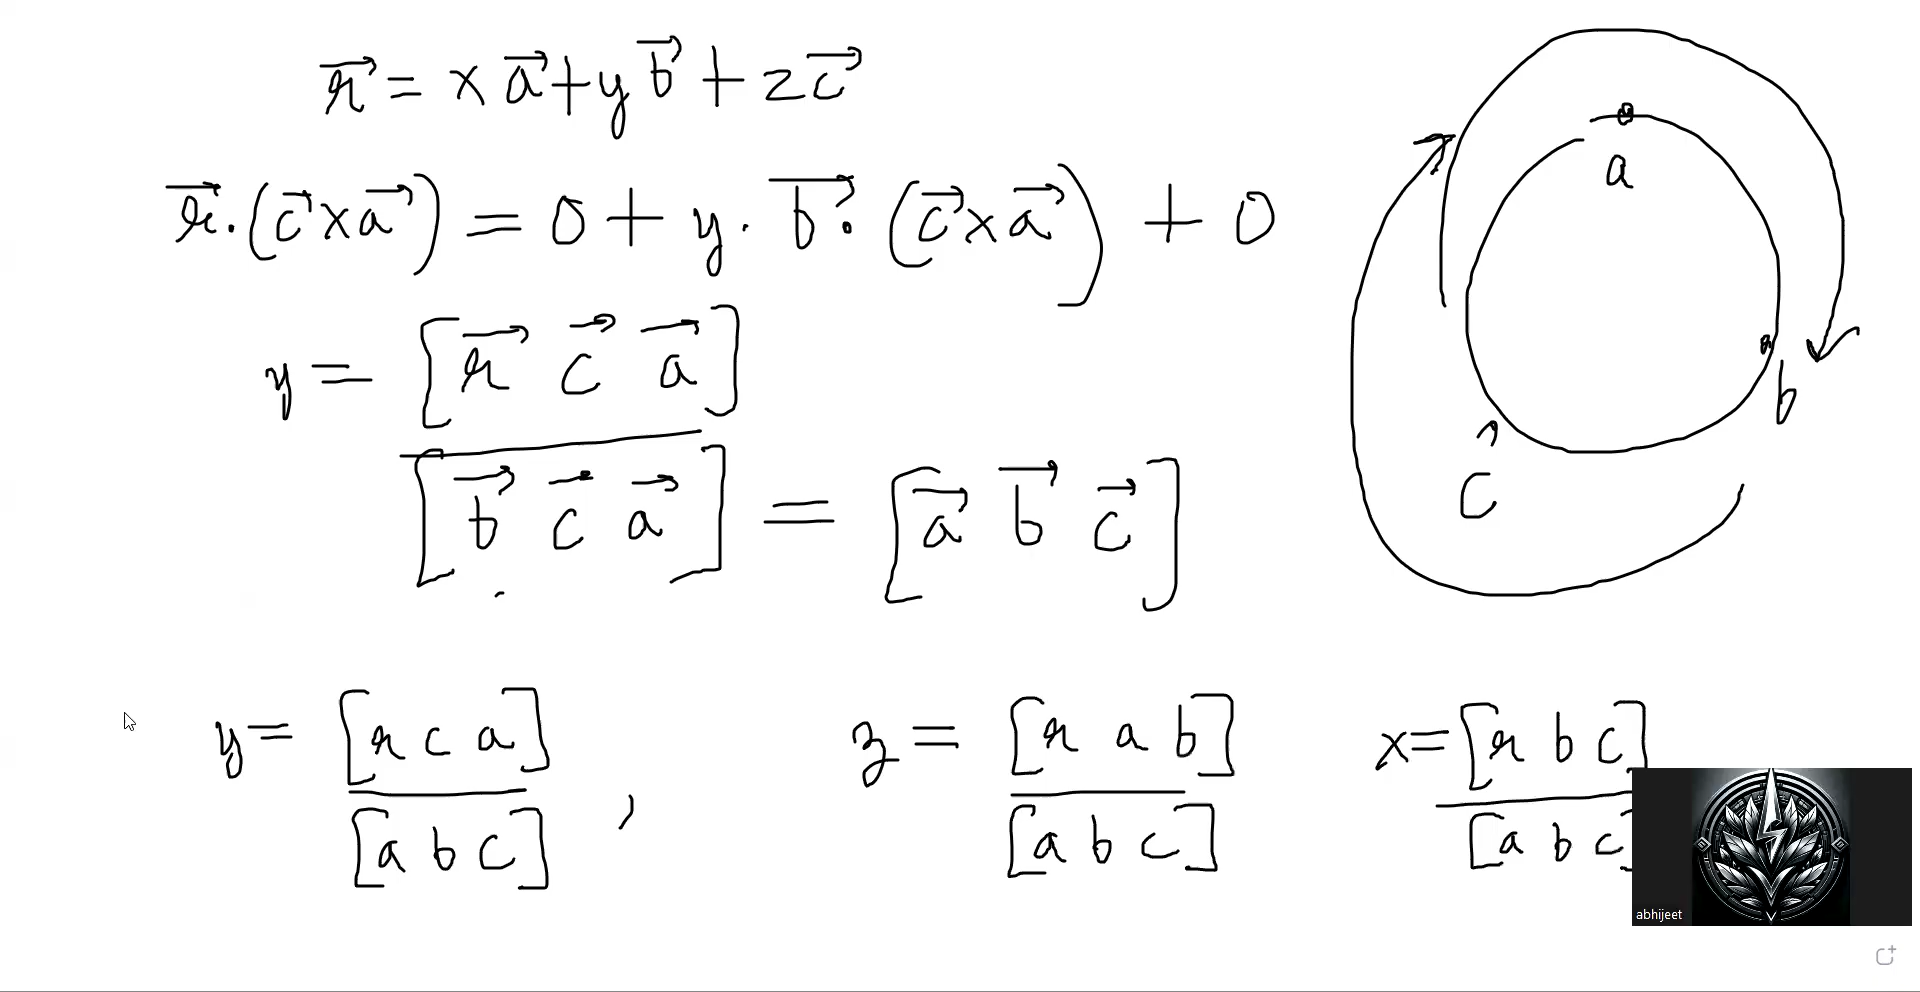 r⃗ = x a⃗ + y b⃗ + z c⃗
r⃗ . (c⃗ × a⃗) = 0 + y . b⃗ . (c⃗ × a⃗) + 0
y = [r⃗ c⃗ a⃗]
[b⃗ c⃗ a⃗] = [a⃗ b⃗ c⃗]
a
b
c
y = [r c a] / [a b c] , z = [r a b] / [a b c] x = [r b c] / [a b c
abhijeet